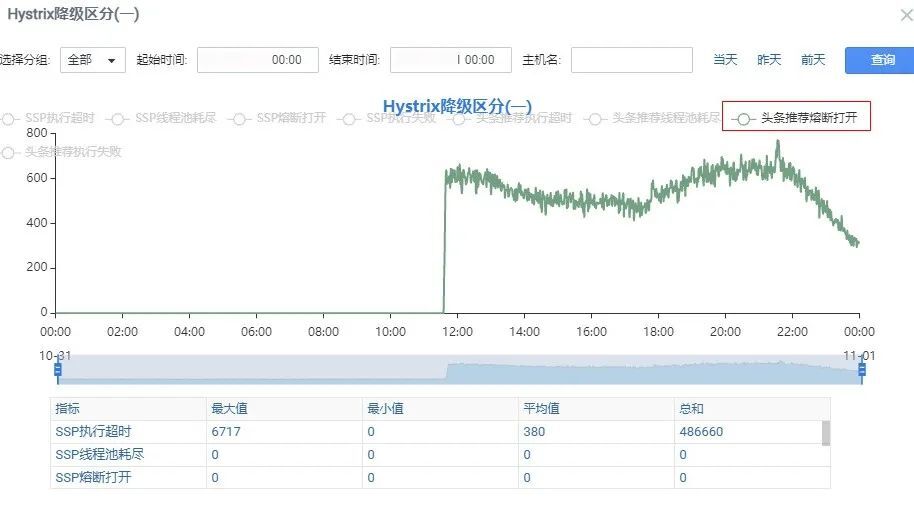 Hystrix降级区分(一)
选择分组: 全部 起始时间: 00:00 结束时间: 00:00 主机名: 当天 昨天 前天 查询
Hystrix降级区分(一)
SSP执行超时 SSP线程池耗尽 SSP熔断打开 SSP执行失败 头条推荐执行超时 头条推荐线程池耗尽 头条推荐熔断打开
头条推荐执行失败
800
600
400
200
0
00:00 02:00 04:00 06:00 08:00 10:00 12:00 14:00 16:00 18:00 20:00 22:00 00:00
10-31 11-01
指标 最大值 最小值 平均值 总和
SSP执行超时 6717 0 380 486660
SSP线程池耗尽 0 0 0 0
SSP熔断打开 0 0 0 0